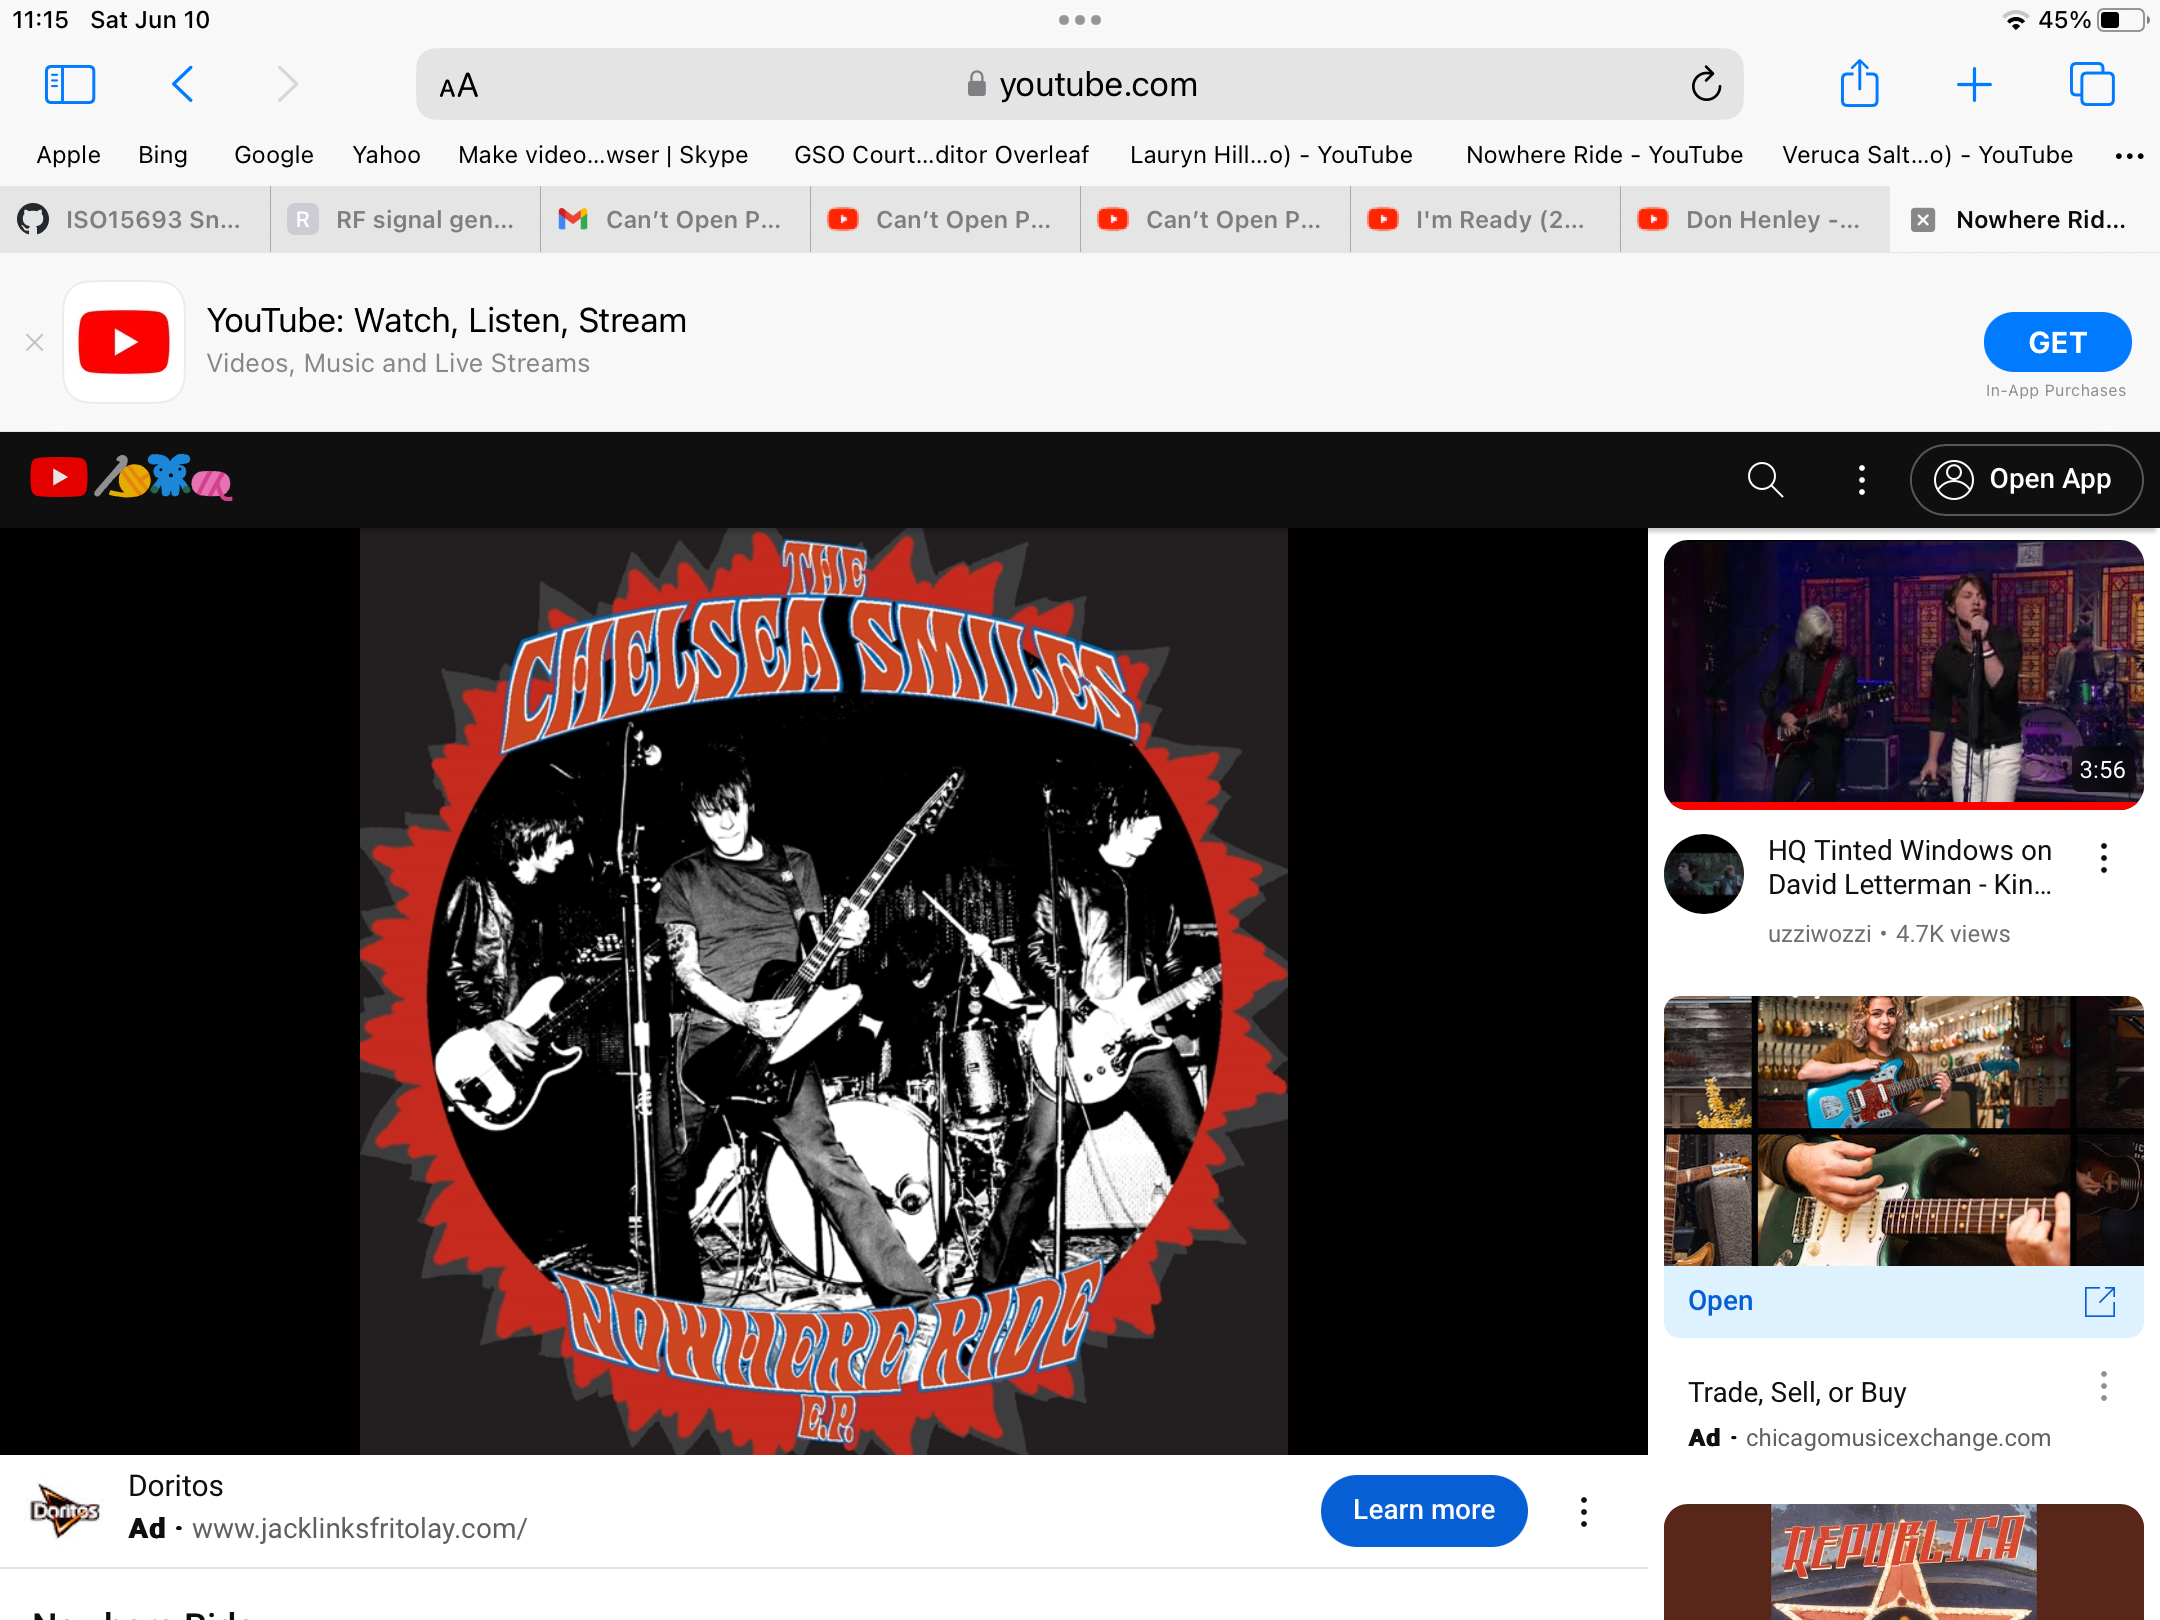 11:15 Sat Jun 10
45%
AA
youtube.com
Apple Bing Google Yahoo Make video...wser | Skype GSO Court...ditor Overleaf Lauryn Hill...o) - YouTube Nowhere Ride - YouTube Veruca Salt...o) - YouTube
ISO15693 Sn... R RF signal gen... Can’t Open P... Can’t Open P... Can’t Open P... I'm Ready (2... Don Henley -... Nowhere Rid...
YouTube: Watch, Listen, Stream
Videos, Music and Live Streams
GET
In-App Purchases
Open App
THE
CHELSEA SMILES
NOWHERE RIDE
E.P.
3:56
HQ Tinted Windows on
David Letterman - Kin...
uzziwozzi • 4.7K views
Open
Trade, Sell, or Buy
Ad · chicagomusicexchange.com
REPUBLICA
Doritos
Doritos
Ad · www.jacklinksfritolay.com/
Learn more
Nowhere Ride